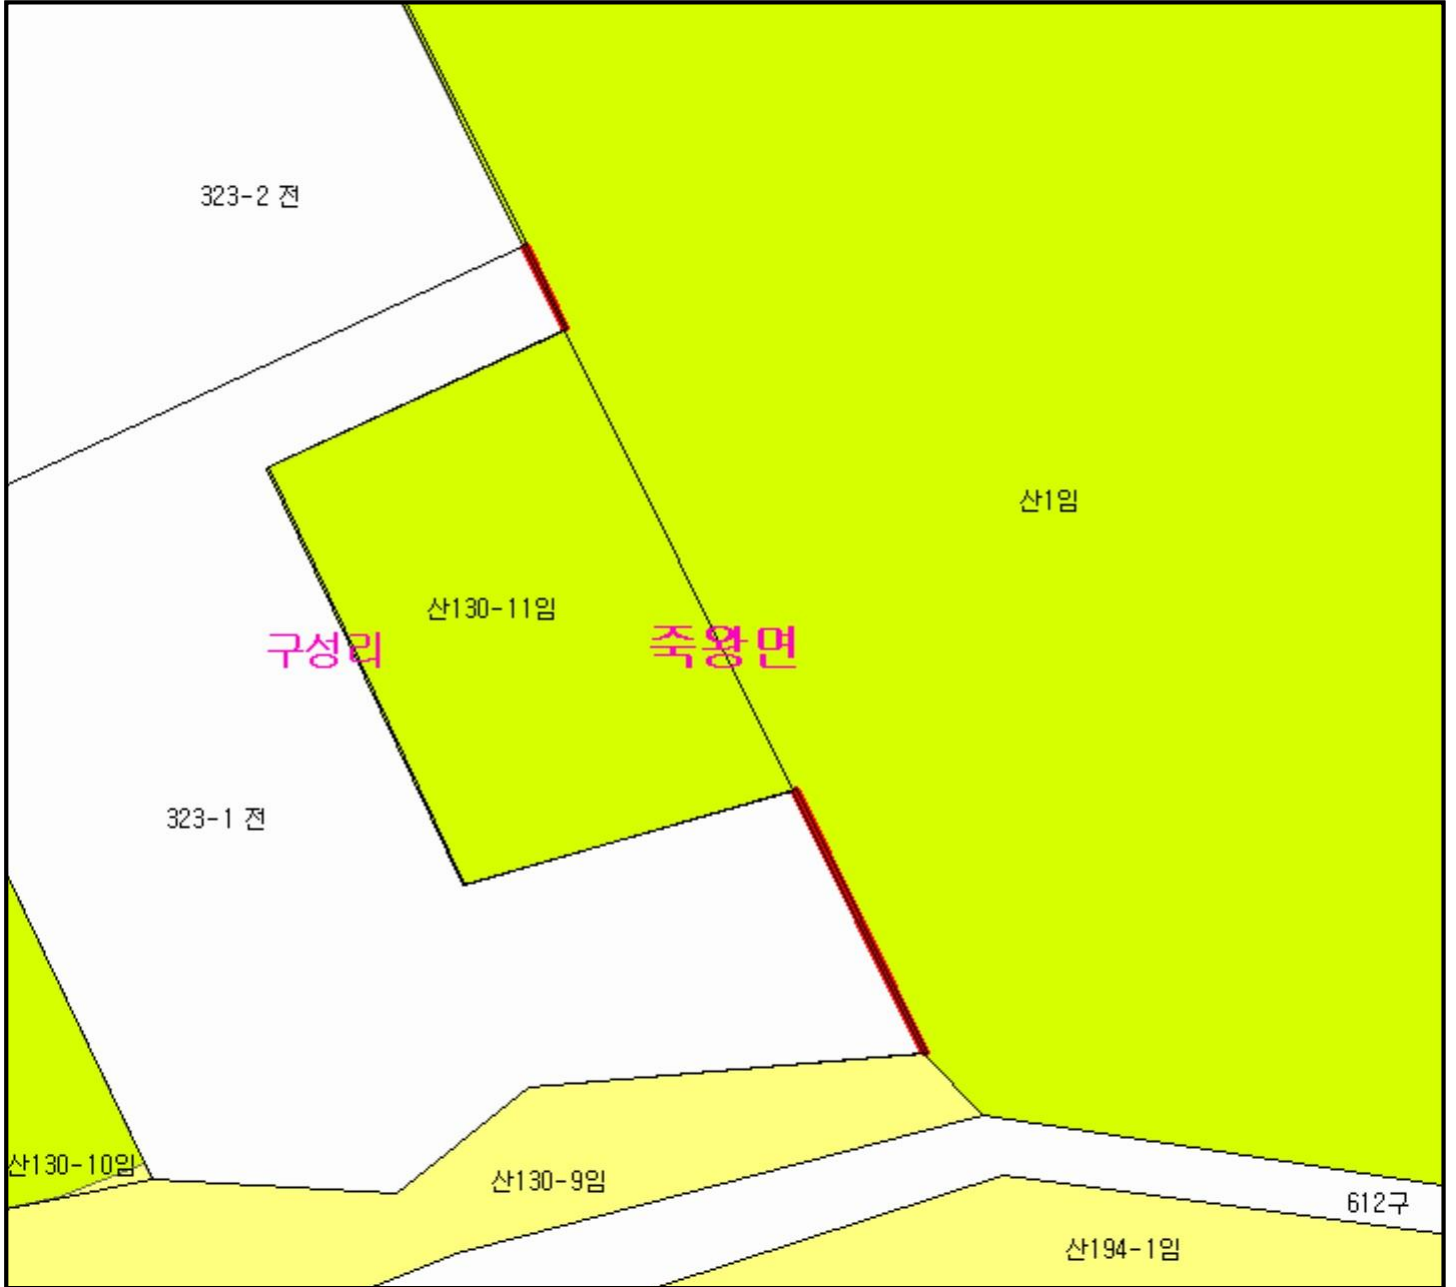 323-2 전
산1임
산130-11임
구성리
죽왕면
323-1 전
산130-10임
산130-9임
612구
산194-1임